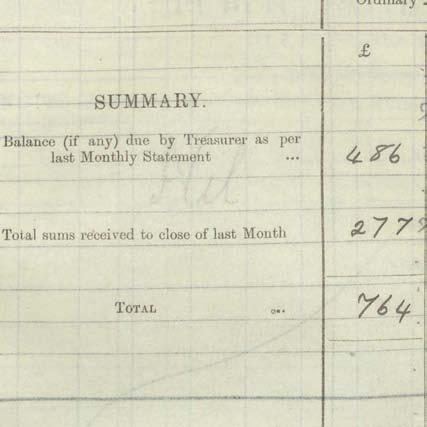 Ordinary
£
SUMMARY.
Balance (if any) due by Treasurer as per
last Monthly Statement ... 486
Nil
Total sums received to close of last Month 277
TOTAL ... 764